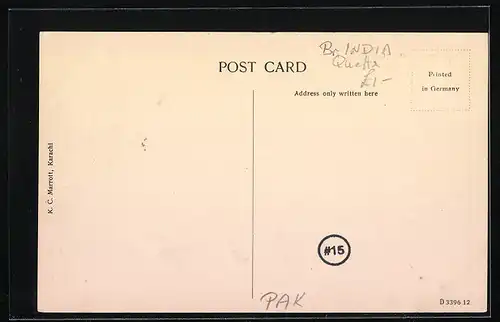 Br INDIA
Quetta
£1-
POST CARD
Printed
in Germany
Address only written here
K. C. Marrott, Karachi
#15
PAK
D 3396 12